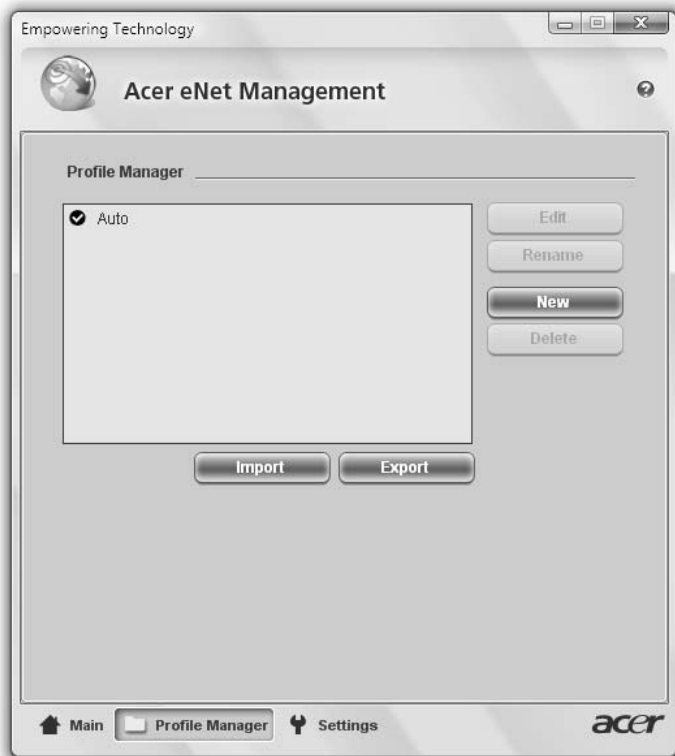 Empowering Technology
Acer eNet Management
Profile Manager
Auto
Edit
Rename
New
Delete
Import
Export
Main
Profile Manager
Settings
acer